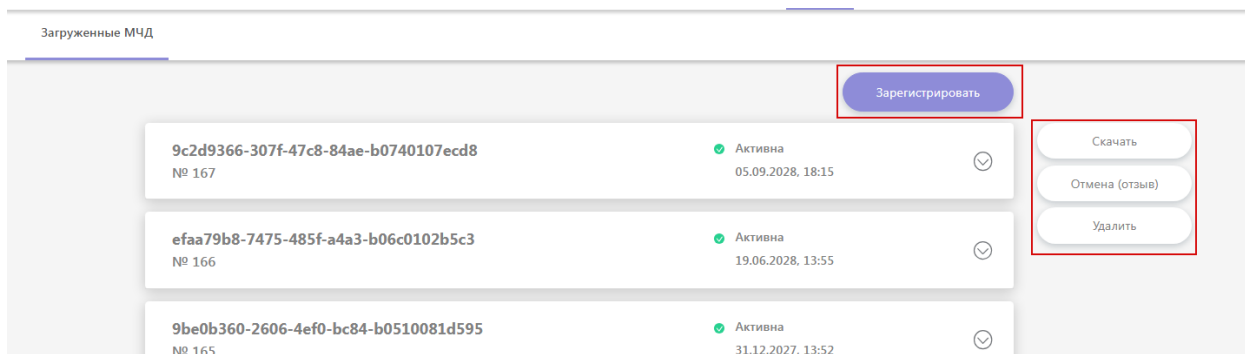 Загруженные МЧД
Зарегистрировать
9c2d9366-307f-47c8-84ae-b0740107ecd8
№ 167
Активна
05.09.2028, 18:15
Скачать
Отмена (отзыв)
Удалить
efaa79b8-7475-485f-a4a3-b06c0102b5c3
№ 166
Активна
19.06.2028, 13:55
9be0b360-2606-4ef0-bc84-b0510081d595
№ 165
Активна
31.12.2027, 13:52